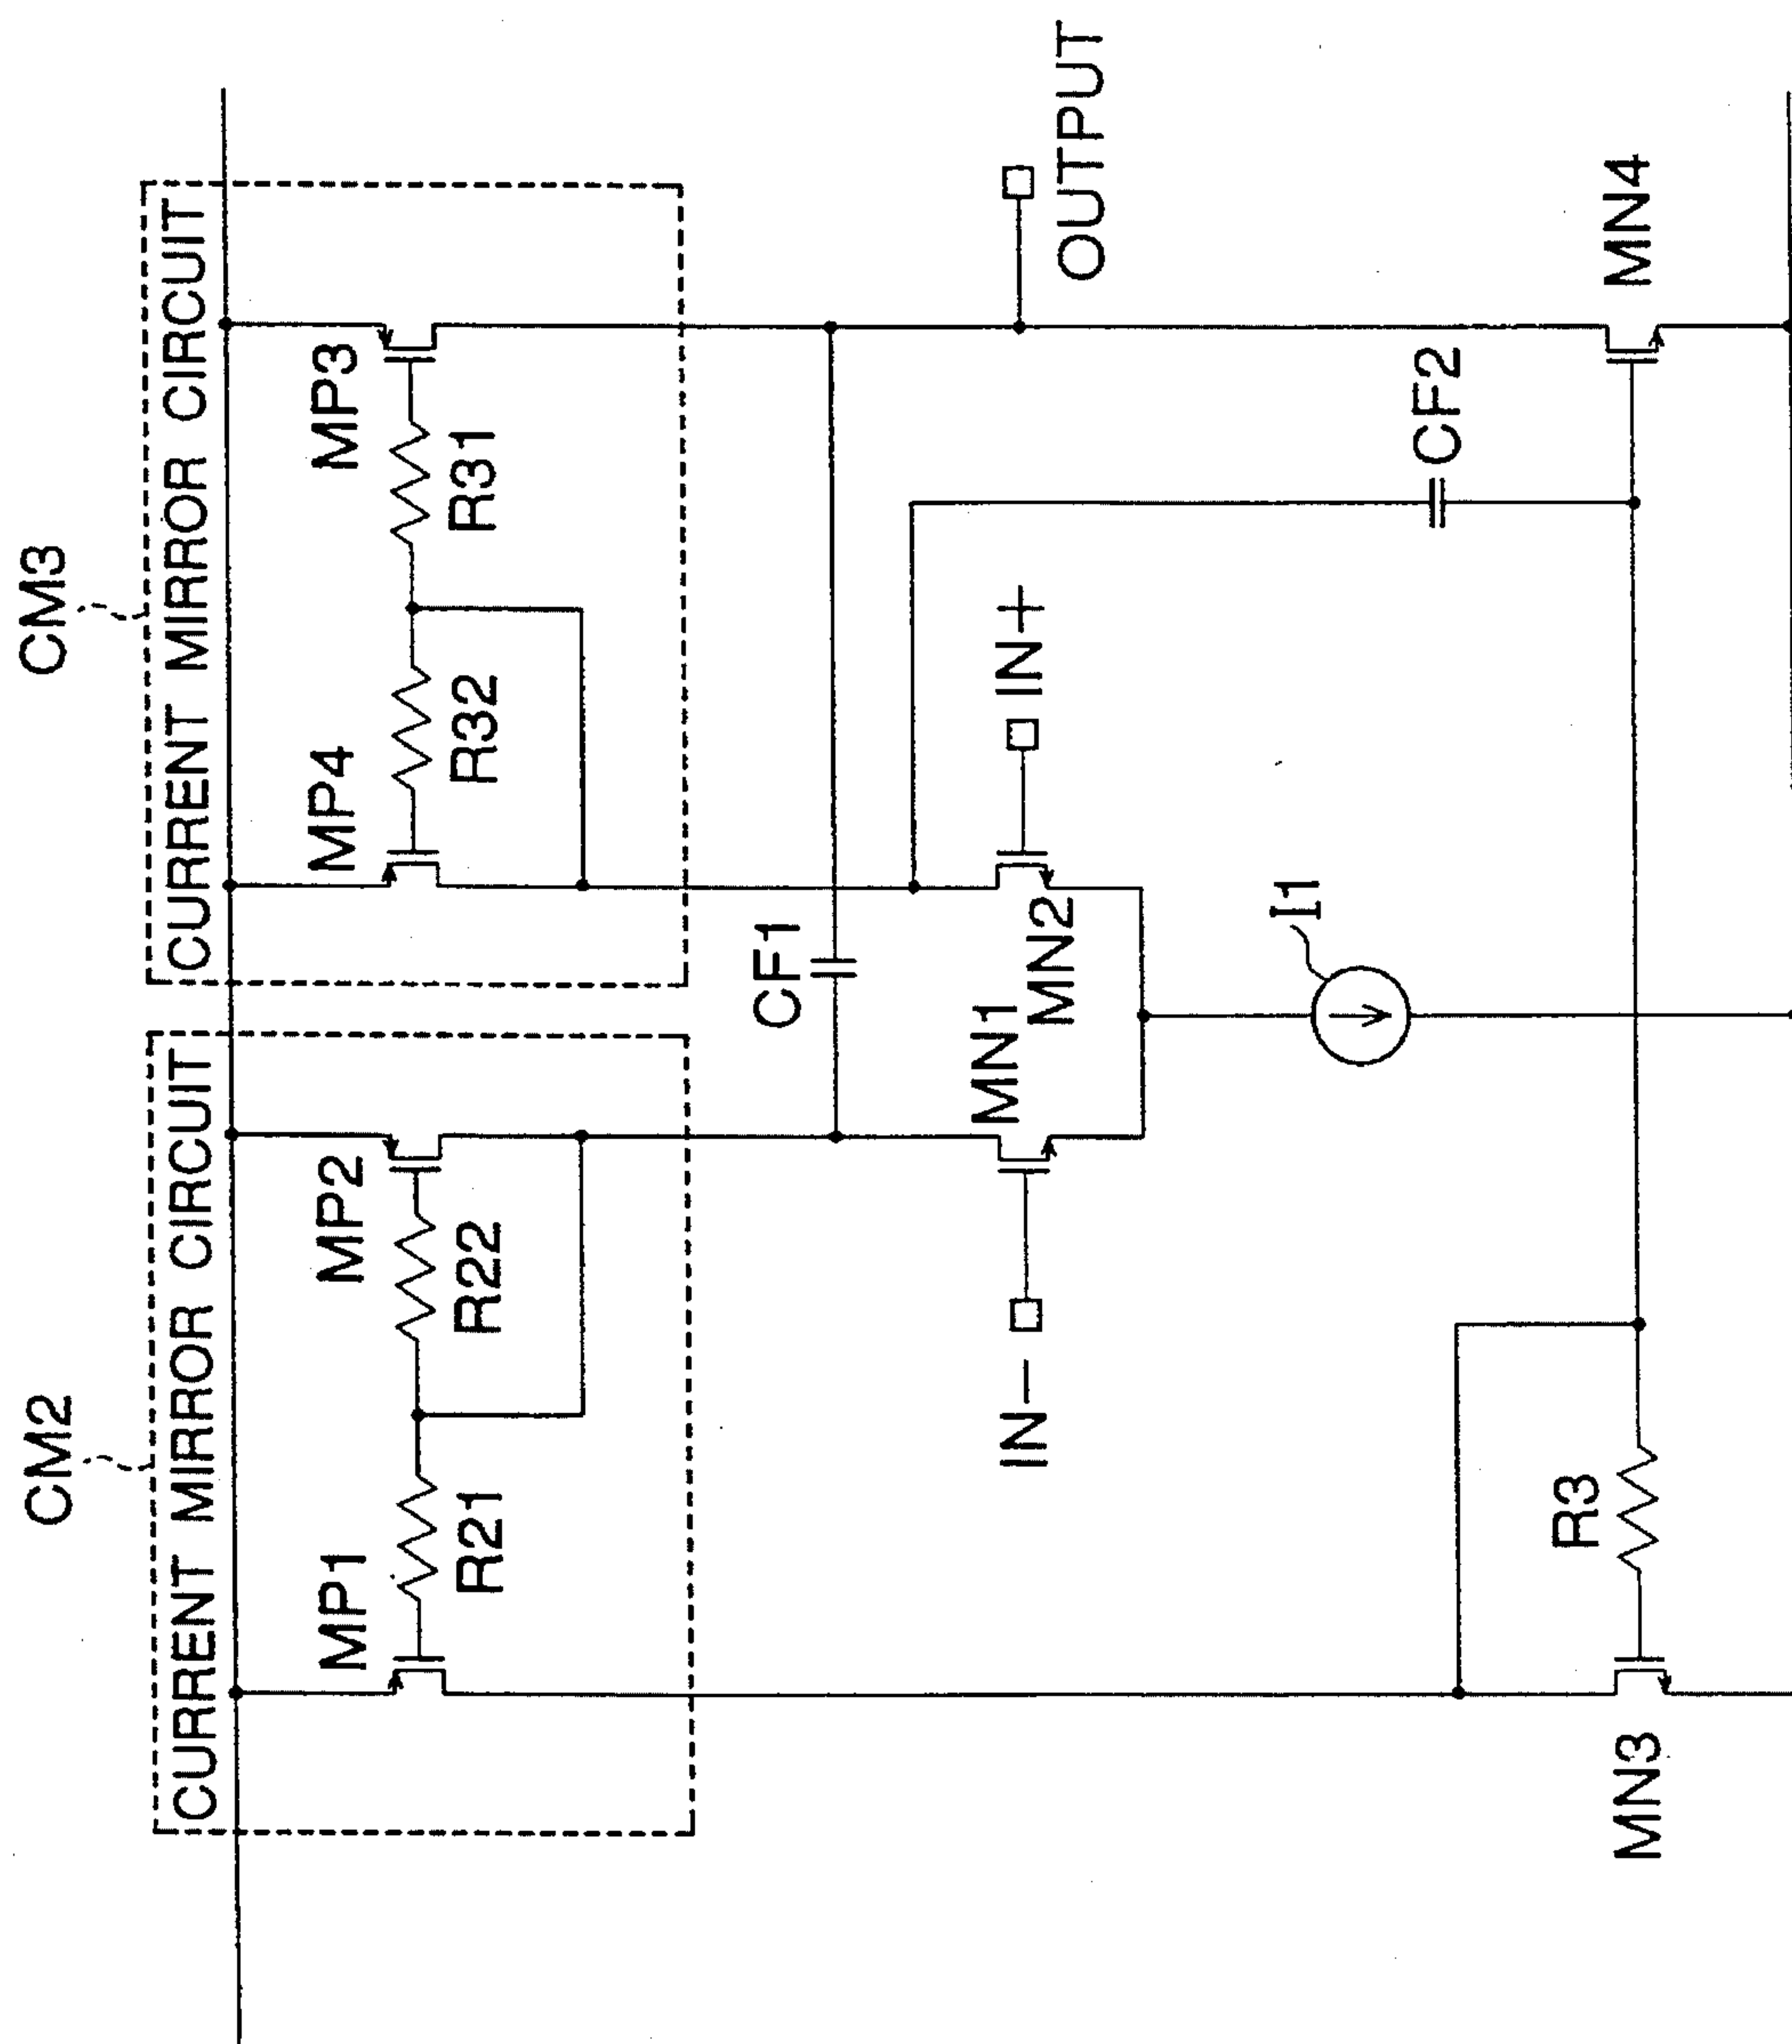 CM2
CM3
CURRENT MIRROR CIRCUIT
CURRENT MIRROR CIRCUIT
MP1
MP2
MP4
MP3
R21
R22
R32
R31
CF1
IN-
MN1
MN2
IN+
OUTPUT
I1
CF2
R3
MN3
MN4